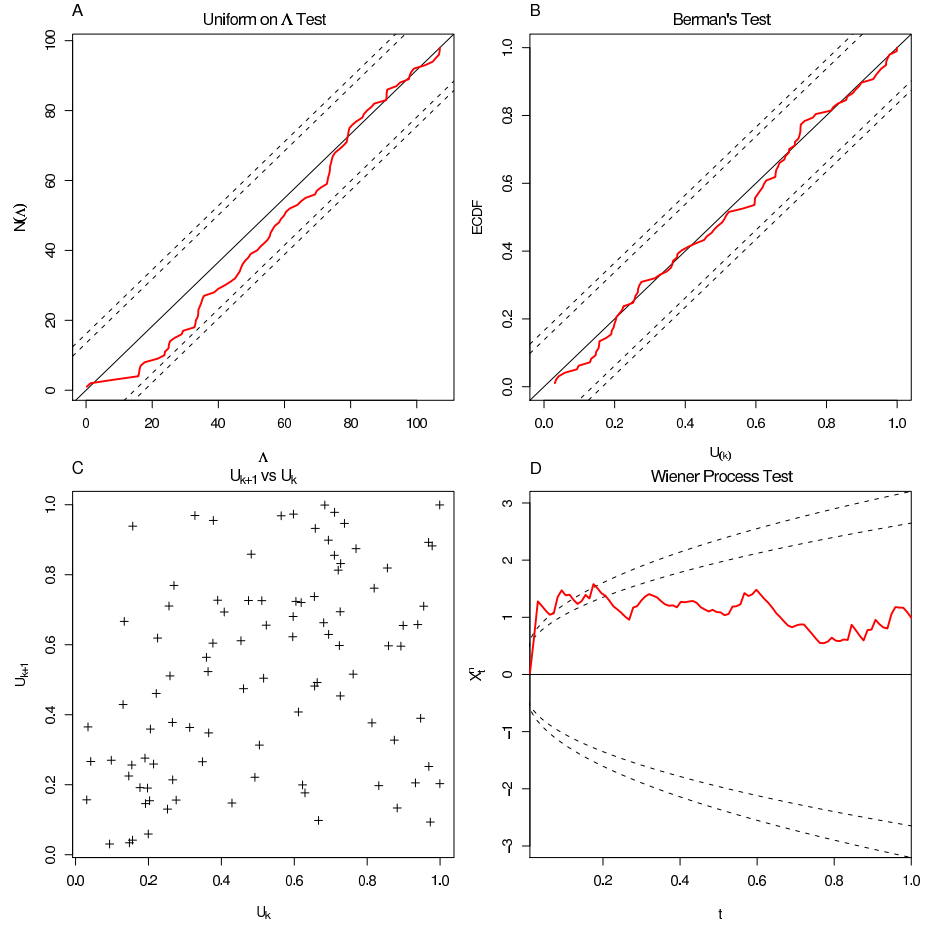 A
Uniform on Λ Test
N(Λ)
100
80
60
40
20
0
0 20 40 60 80 100
Λ
B
Berman's Test
ECDF
1.0
0.8
0.6
0.4
0.2
0.0
0.0 0.2 0.4 0.6 0.8 1.0
U(k)
C
Uk+1 vs Uk
Uk+1
1.0
0.8
0.6
0.4
0.2
0.0
0.0 0.2 0.4 0.6 0.8 1.0
Uk
D
Wiener Process Test
Xtn
3
2
1
0
-1
-2
-3
0.2 0.4 0.6 0.8 1.0
t